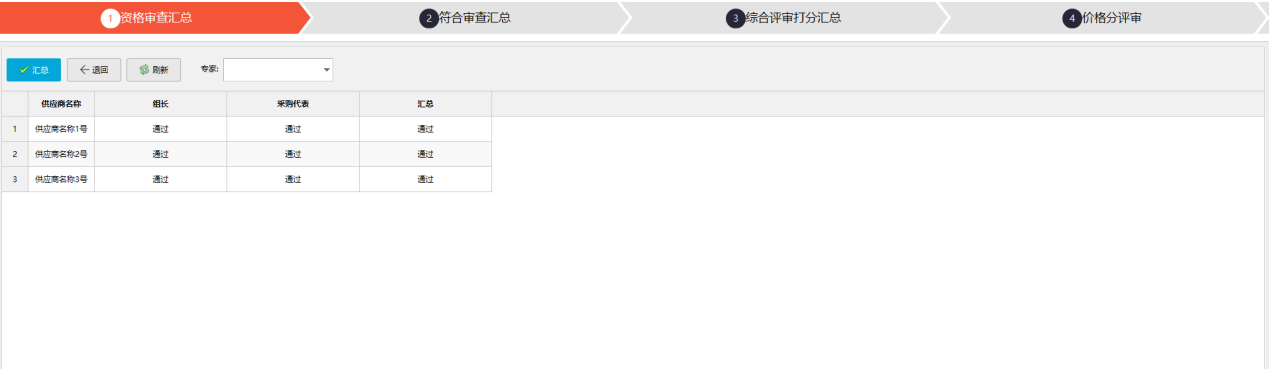 1 资格审查汇总 2 符合审查汇总 3 综合评审打分汇总 4 价格分评审
汇总 退回 刷新 专家:
供应商名称 组长 采购代表 汇总
1 供应商名称1号 通过 通过 通过
2 供应商名称2号 通过 通过 通过
3 供应商名称3号 通过 通过 通过